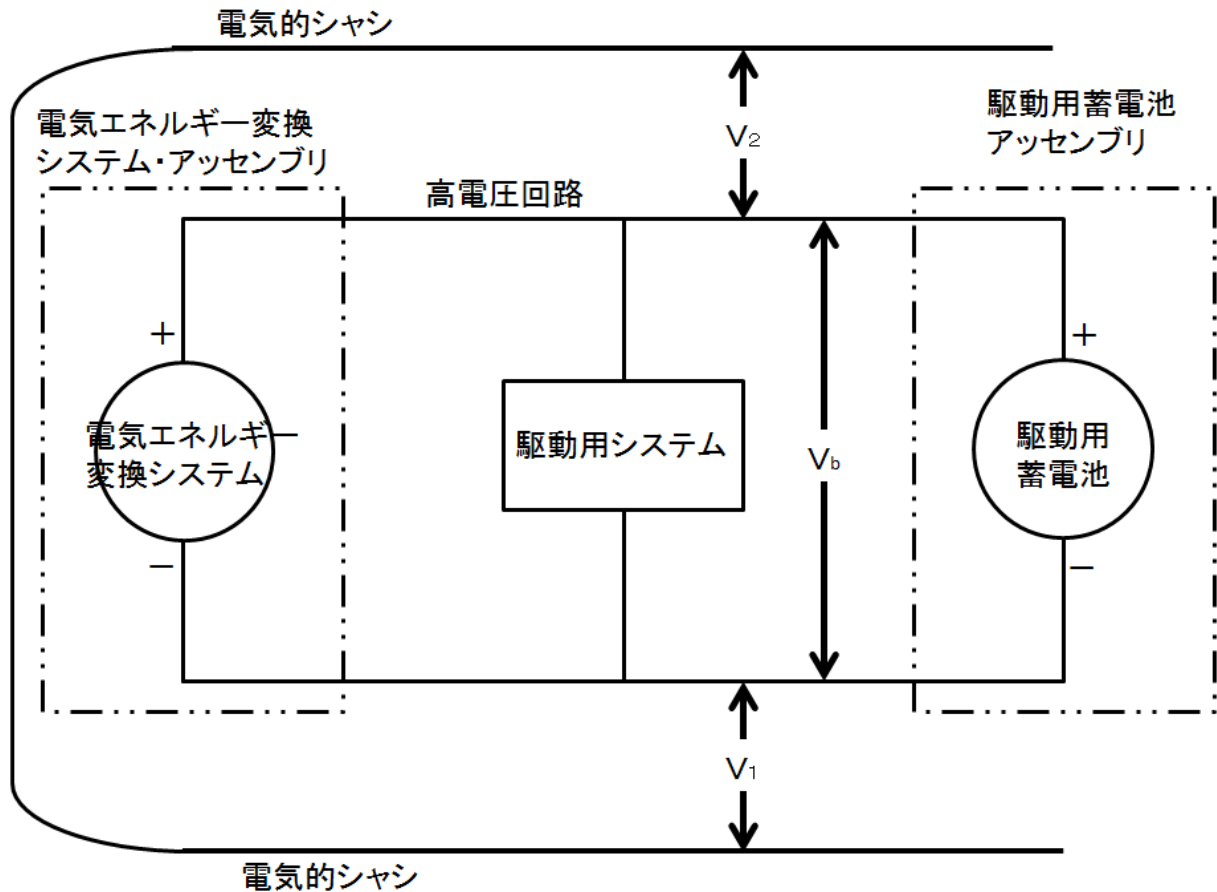 電気的シャシ
電気エネルギー変換
システム・アッセンブリ
駆動用蓄電池
アッセンブリ
V2
高電圧回路
＋
＋
電気エネルギー
変換システム
駆動用システム
Vb
駆動用
蓄電池
－
－
V1
電気的シャシ